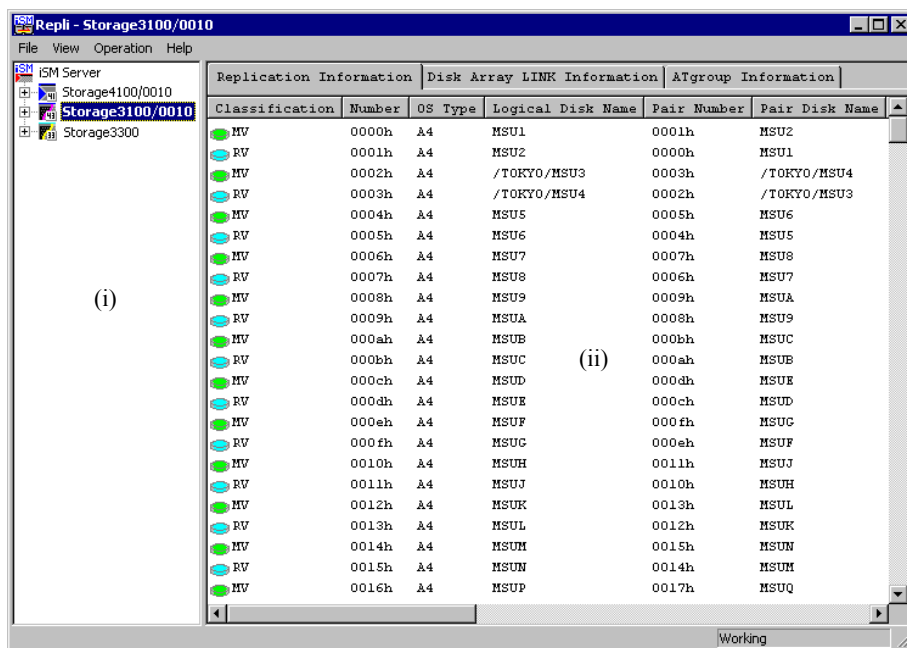 Repli - Storage3100/0010
File View Operation Help
iSM Server
Storage4100/0010
Storage3100/0010
Storage3300
(i)
Replication Information Disk Array LINK Information ATgroup Information
Classification Number OS Type Logical Disk Name Pair Number Pair Disk Name
MV 0000h A4 MSU1 0001h MSU2
RV 0001h A4 MSU2 0000h MSU1
MV 0002h A4 /TOKYO/MSU3 0003h /TOKYO/MSU4
RV 0003h A4 /TOKYO/MSU4 0002h /TOKYO/MSU3
MV 0004h A4 MSU5 0005h MSU6
RV 0005h A4 MSU6 0004h MSU5
MV 0006h A4 MSU7 0007h MSU8
RV 0007h A4 MSU8 0006h MSU7
MV 0008h A4 MSU9 0009h MSUA
RV 0009h A4 MSUA 0008h MSU9
MV 000ah A4 MSUB 000bh MSUC
RV 000bh A4 MSUC 000ah MSUB
(ii)
MV 000ch A4 MSUD 000dh MSUE
RV 000dh A4 MSUE 000ch MSUD
MV 000eh A4 MSUF 000fh MSUG
RV 000fh A4 MSUG 000eh MSUF
MV 0010h A4 MSUH 0011h MSUJ
RV 0011h A4 MSUJ 0010h MSUH
MV 0012h A4 MSUK 0013h MSUL
RV 0013h A4 MSUL 0012h MSUK
MV 0014h A4 MSUM 0015h MSUN
RV 0015h A4 MSUN 0014h MSUM
MV 0016h A4 MSUP 0017h MSUQ
Working